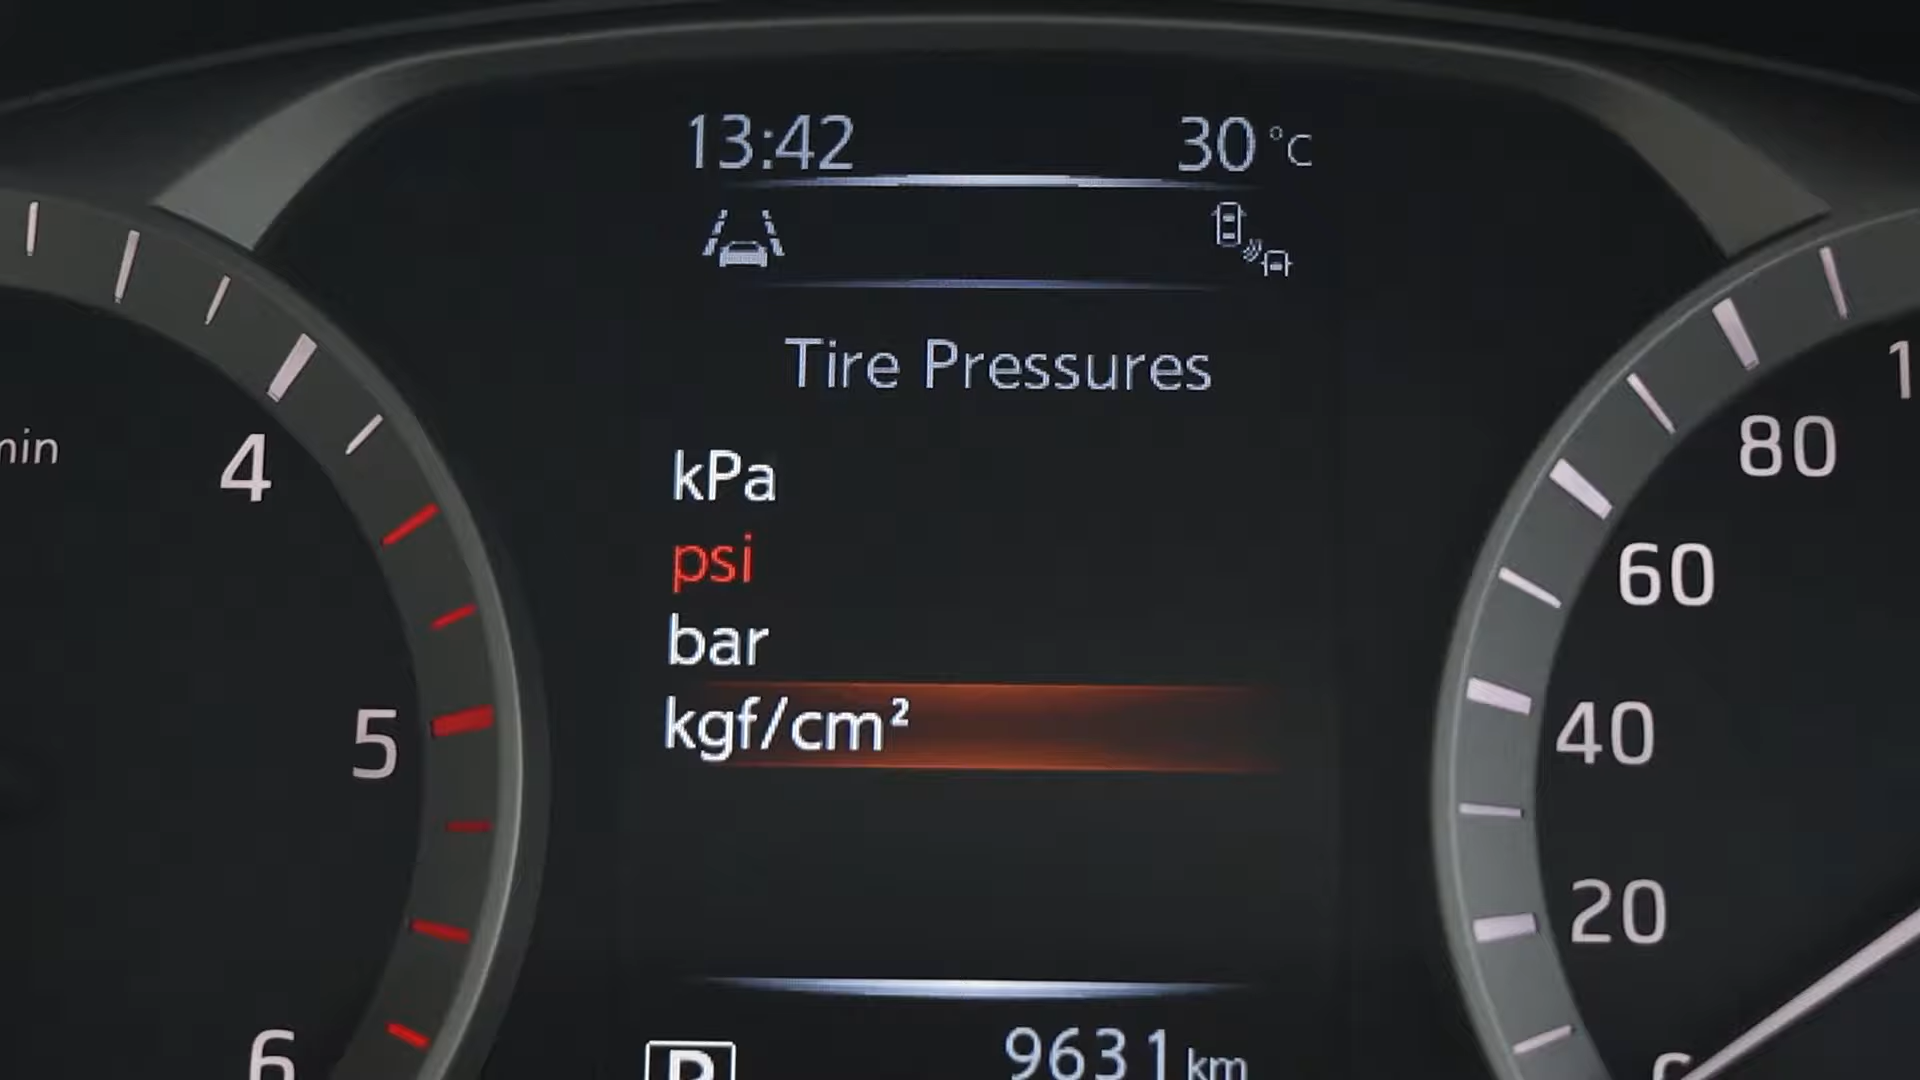 13:42 30 °C
Tire Pressures
kPa
psi
bar
kgf/cm²
9631 km
P
min
4
5
6
80
60
40
20